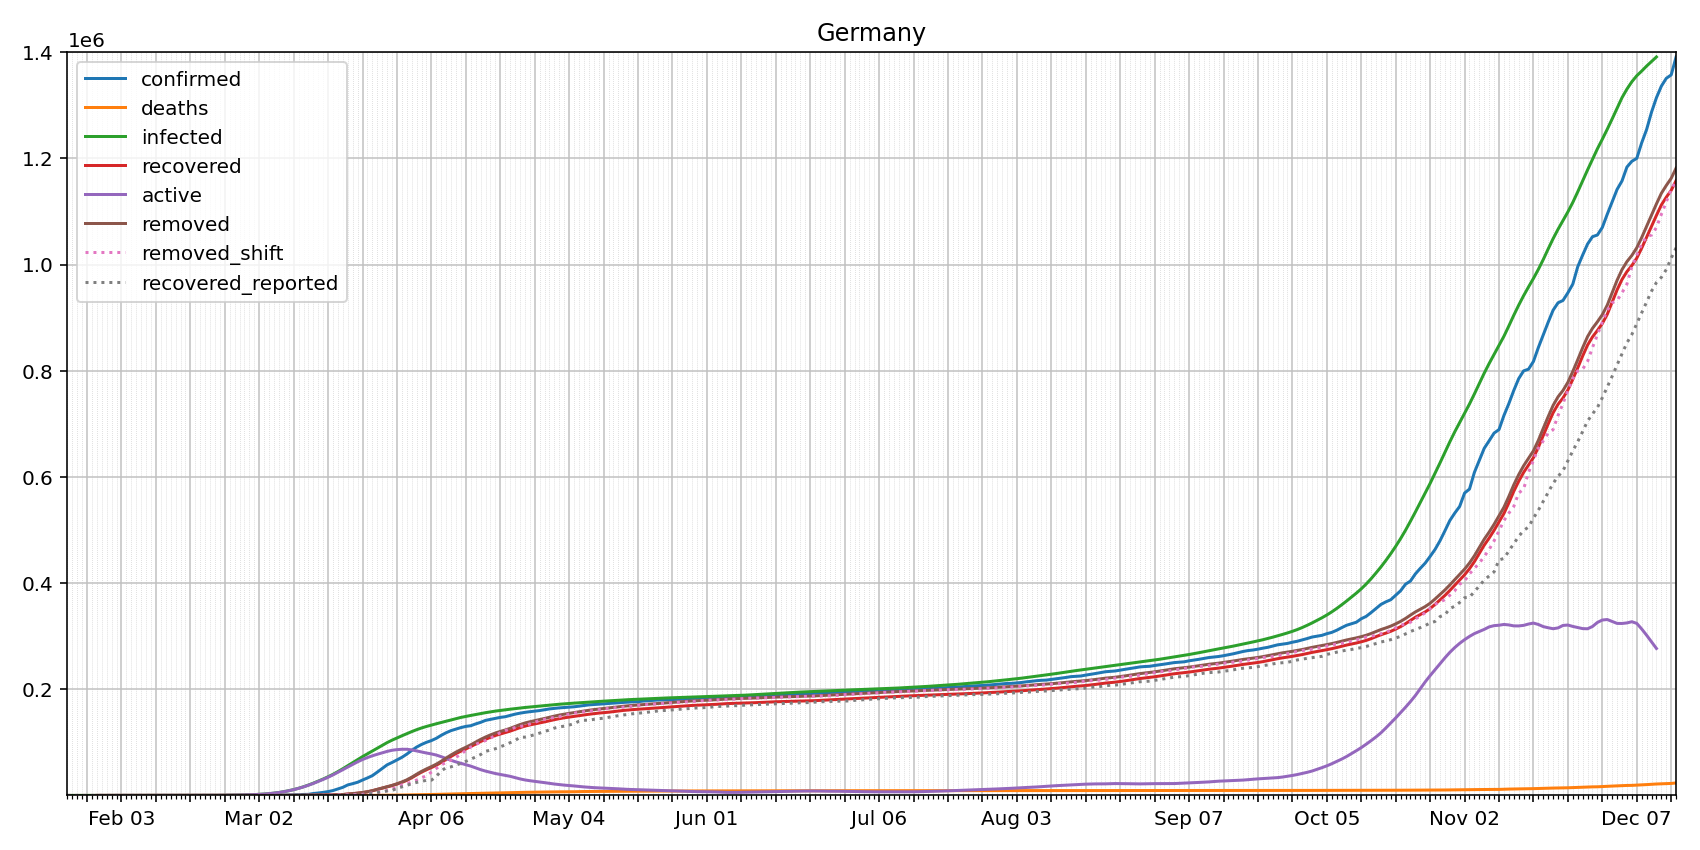 Germany
1e6
1.4
1.2
1.0
0.8
0.6
0.4
0.2
confirmed
deaths
infected
recovered
active
removed
removed_shift
recovered_reported
Feb 03 Mar 02 Apr 06 May 04 Jun 01 Jul 06 Aug 03 Sep 07 Oct 05 Nov 02 Dec 07